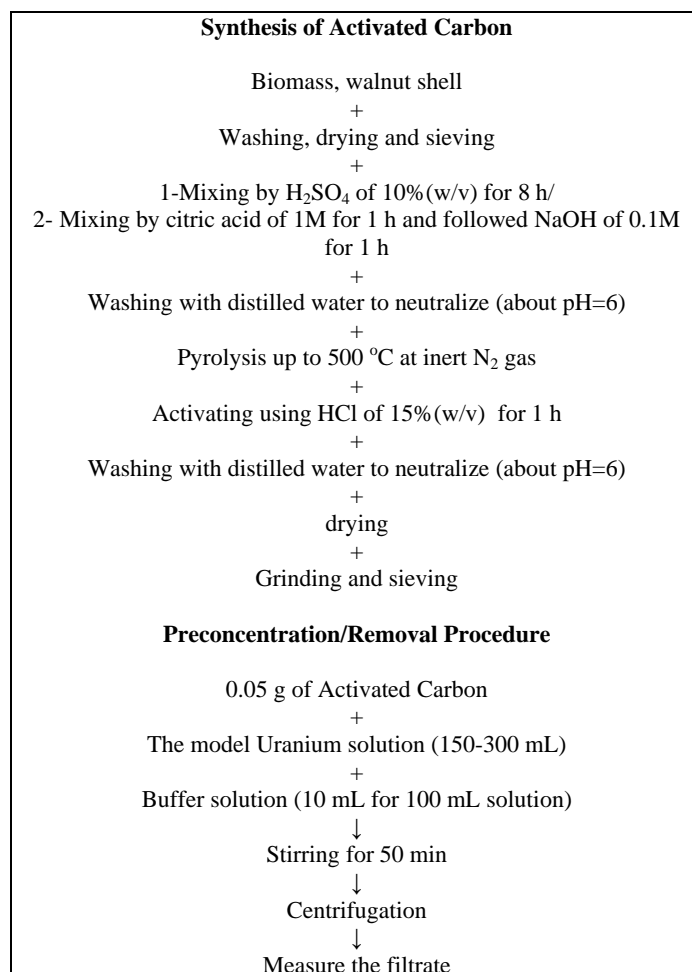 Synthesis of Activated Carbon
Biomass, walnut shell
+
Washing, drying and sieving
+
1-Mixing by H₂SO₄ of 10%(w/v) for 8 h/
2- Mixing by citric acid of 1M for 1 h and followed NaOH of 0.1M
for 1 h
+
Washing with distilled water to neutralize (about pH=6)
+
Pyrolysis up to 500 °C at inert N₂ gas
+
Activating using HCl of 15%(w/v) for 1 h
+
Washing with distilled water to neutralize (about pH=6)
+
drying
+
Grinding and sieving
Preconcentration/Removal Procedure
0.05 g of Activated Carbon
+
The model Uranium solution (150-300 mL)
+
Buffer solution (10 mL for 100 mL solution)
↓
Stirring for 50 min
↓
Centrifugation
↓
Measure the filtrate